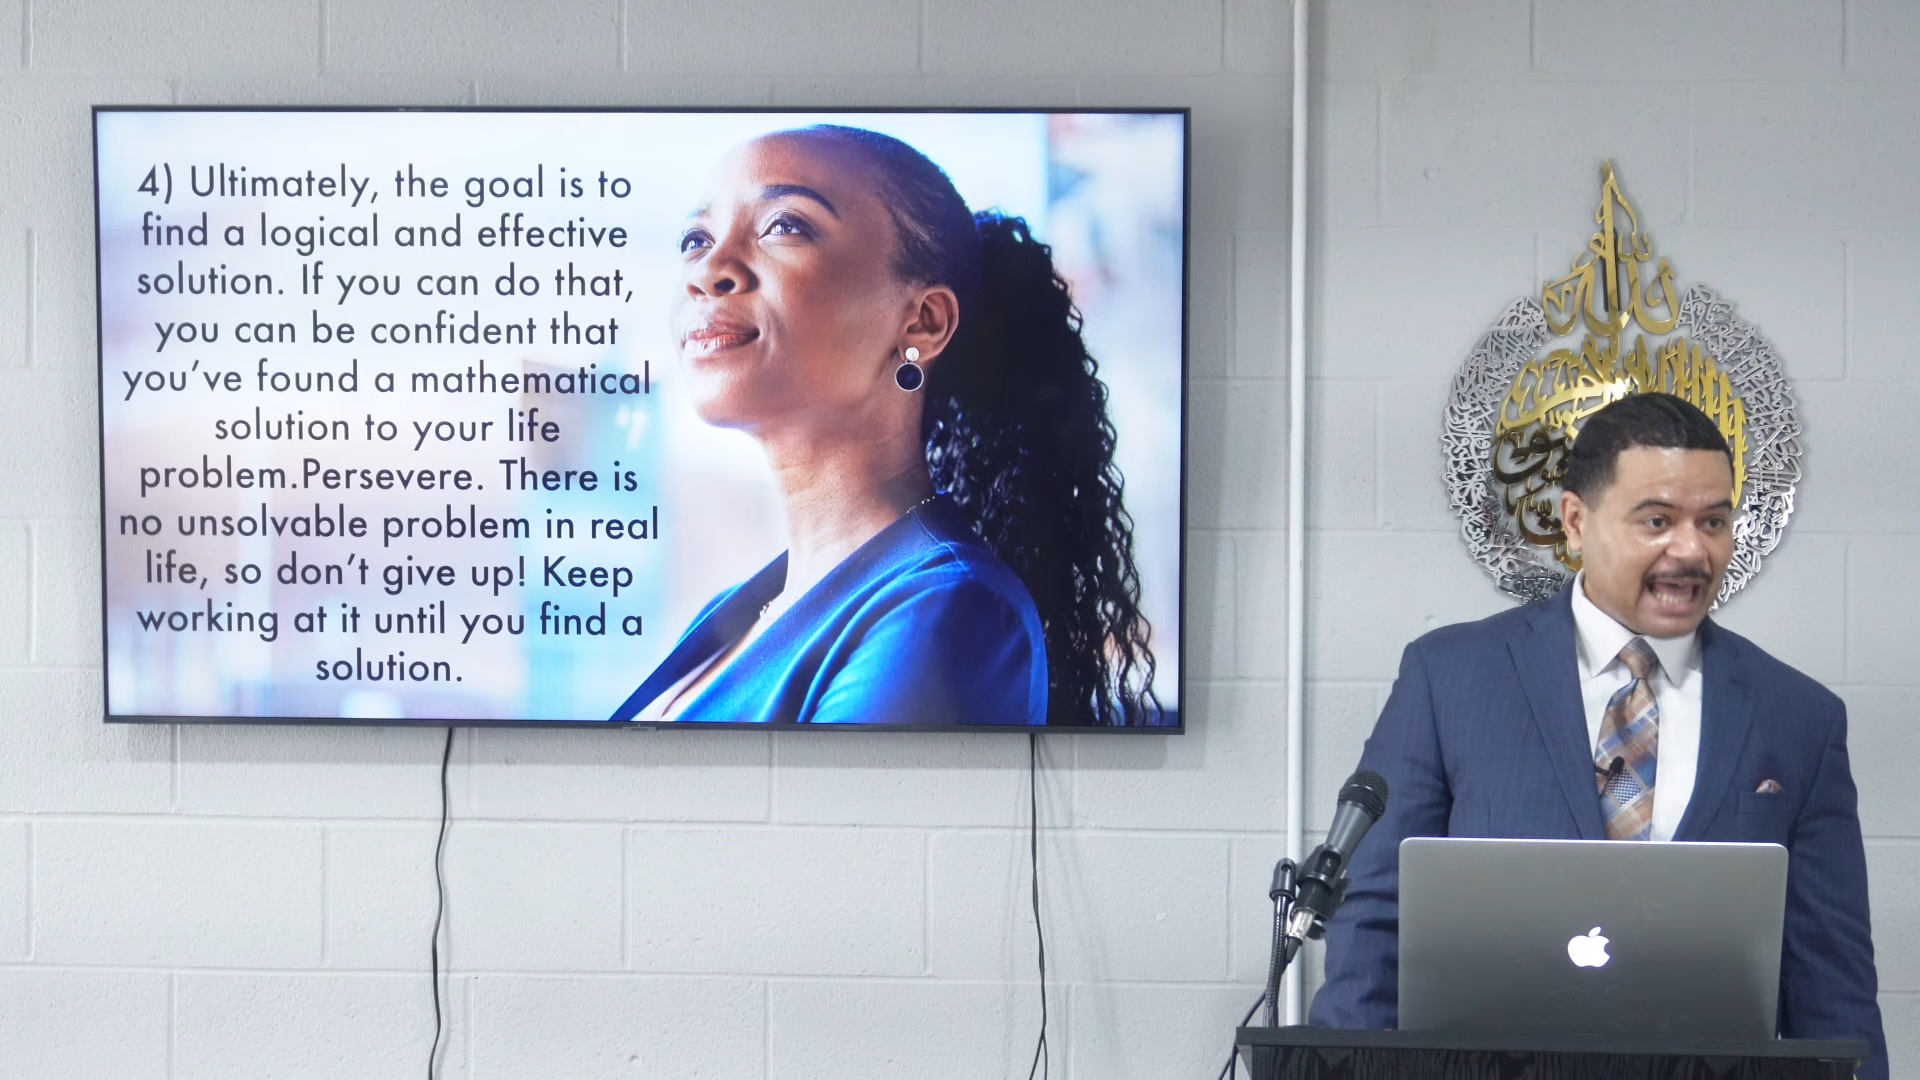 4) Ultimately, the goal is to
find a logical and effective
solution. If you can do that,
you can be confident that
you've found a mathematical
solution to your life
problem.Persevere. There is
no unsolvable problem in real
life, so don't give up! Keep
working at it until you find a
solution.